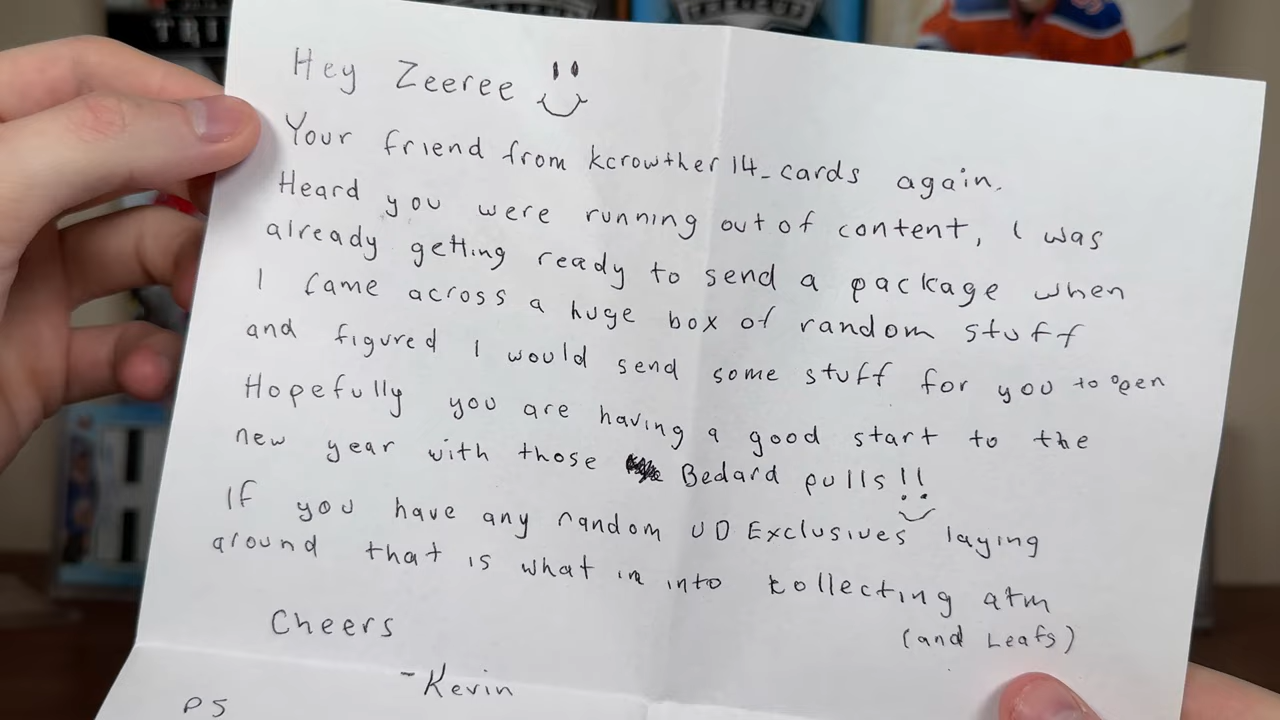 TRI
Hey Zeeree
Your friend from kcrowther14_cards again.
Heard you were running out of content, I was
already getting ready to send a package when
I came across a huge box of random stuff
and figured I would send some stuff for you to open
Hopefully you are having a good start to the
new year with those Bedard pulls!!
If you have any random UD Exclusives laying
around that is what im into collecting atm
(and Leafs)
Cheers
-Kevin
PS